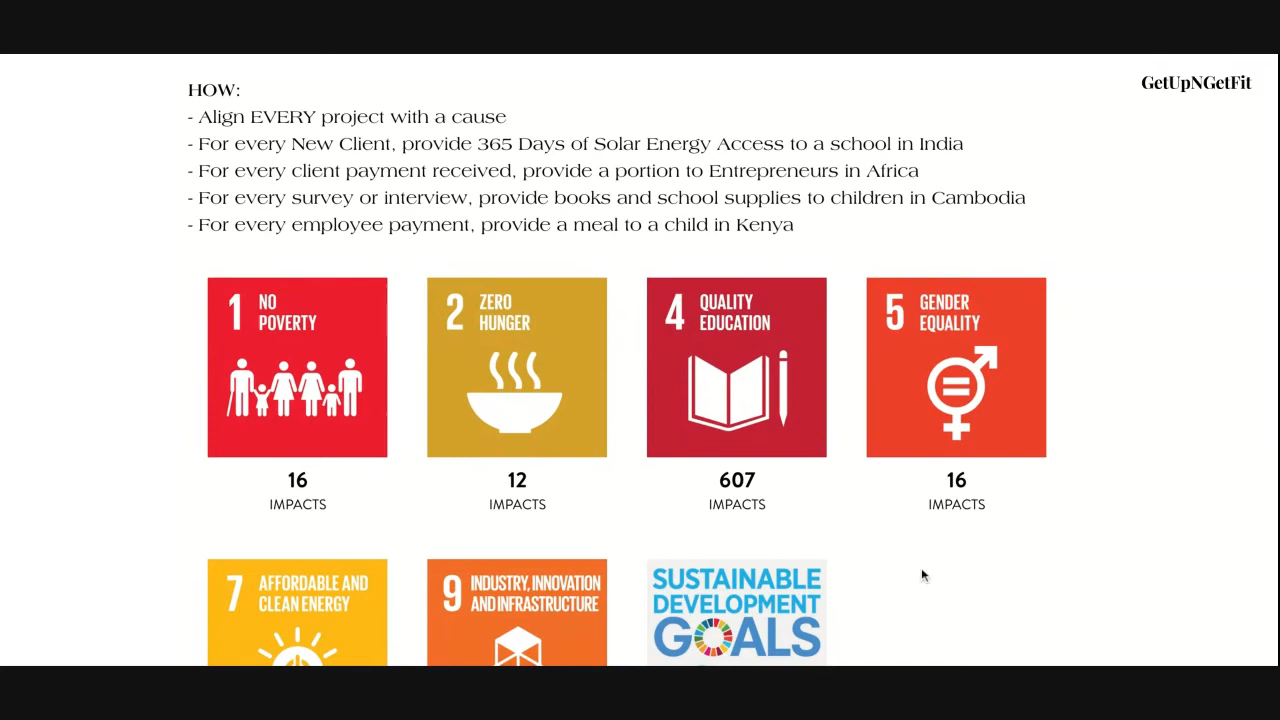 GetUpNGetFit
HOW:
- Align EVERY project with a cause
- For every New Client, provide 365 Days of Solar Energy Access to a school in India
- For every client payment received, provide a portion to Entrepreneurs in Africa
- For every survey or interview, provide books and school supplies to children in Cambodia
- For every employee payment, provide a meal to a child in Kenya
1 NO
POVERTY
16
IMPACTS
2 ZERO
HUNGER
12
IMPACTS
4 QUALITY
EDUCATION
607
IMPACTS
5 GENDER
EQUALITY
16
IMPACTS
7 AFFORDABLE AND
CLEAN ENERGY
9 INDUSTRY, INNOVATION
AND INFRASTRUCTURE
SUSTAINABLE
DEVELOPMENT
GOALS